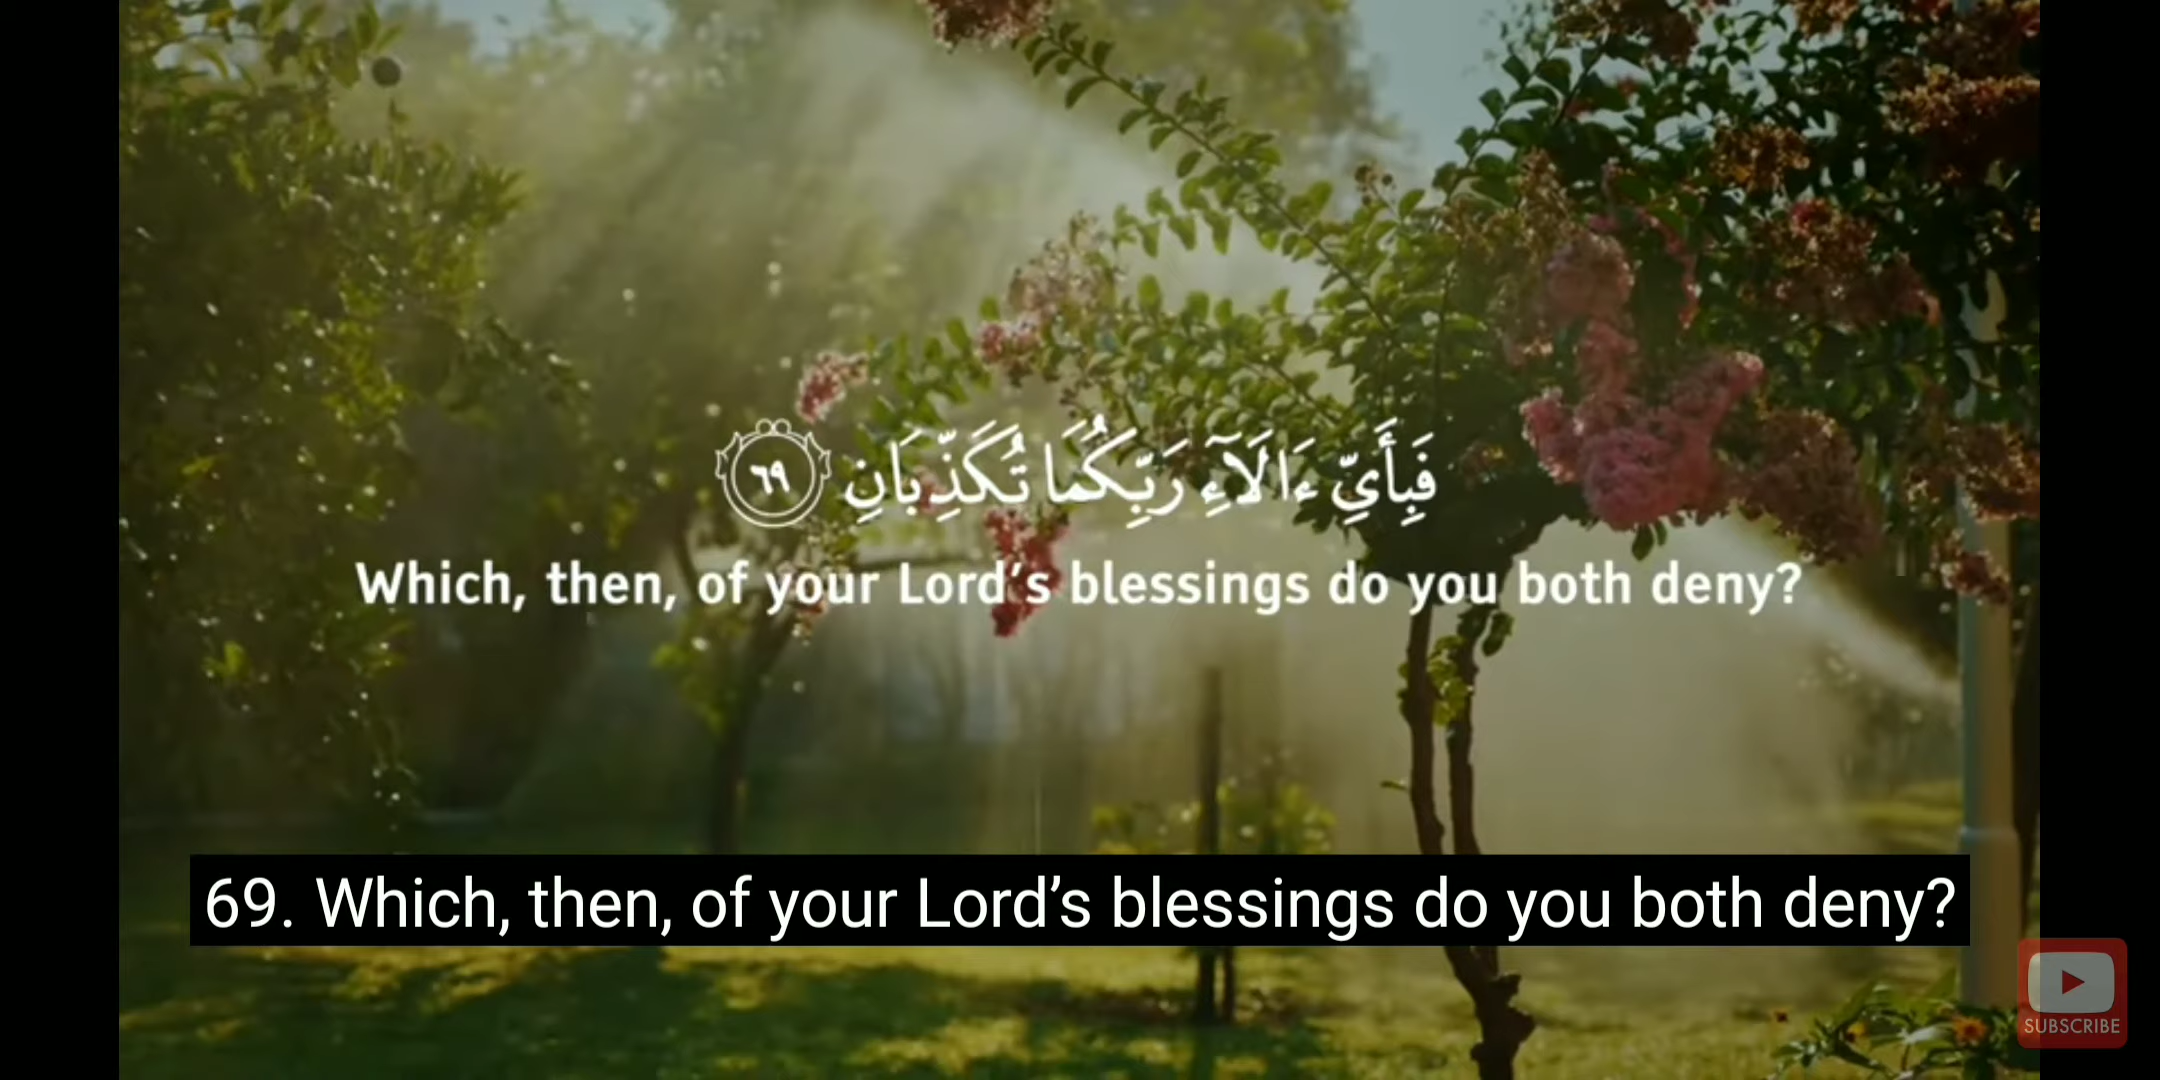 فَبِأَيِّ ءَالَآءِ رَبِّكُمَا تُكَذِّبَانِ ٦٩
Which, then, of your Lord's blessings do you both deny?
69. Which, then, of your Lord’s blessings do you both deny?
SUBSCRIBE